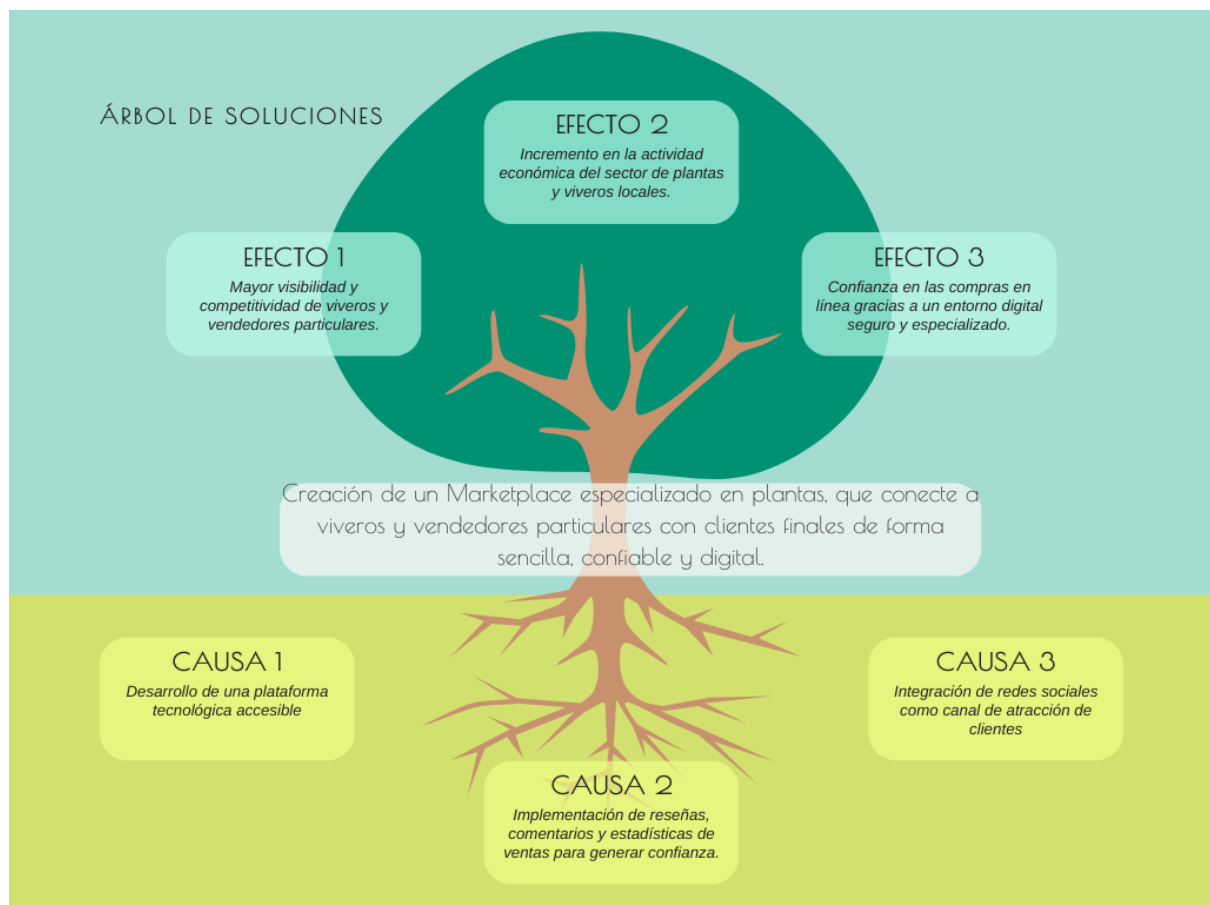 ÁRBOL DE SOLUCIONES
EFECTO 2
Incremento en la actividad
económica del sector de plantas
y viveros locales.
EFECTO 1
Mayor visibilidad y
competitividad de viveros y
vendedores particulares.
EFECTO 3
Confianza en las compras en
línea gracias a un entorno digital
seguro y especializado.
Creación de un Marketplace especializado en plantas, que conecte a
viveros y vendedores particulares con clientes finales de forma
sencilla, confiable y digital.
CAUSA 1
Desarrollo de una plataforma
tecnológica accesible
CAUSA 3
Integración de redes sociales
como canal de atracción de
clientes
CAUSA 2
Implementación de reseñas,
comentarios y estadísticas de
ventas para generar confianza.